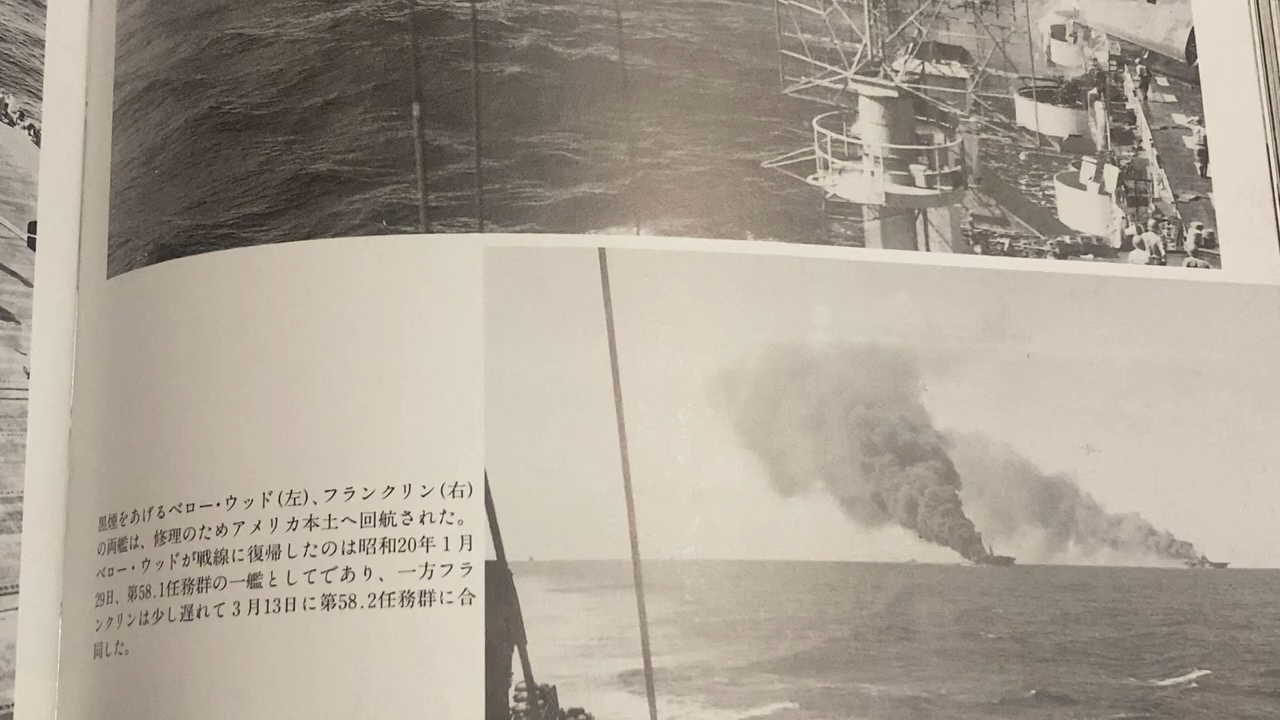 黒煙をあげるベロー・ウッド(左)、フランクリン(右)
の両艦は、修理のためアメリカ本土へ回航された。
ベロー・ウッドが戦線に復帰したのは昭和20年1月
29日、第58.1任務群の一艦としてであり、一方フラ
ンクリンは少し遅れて3月13日に第58.2任務群に合
同した。